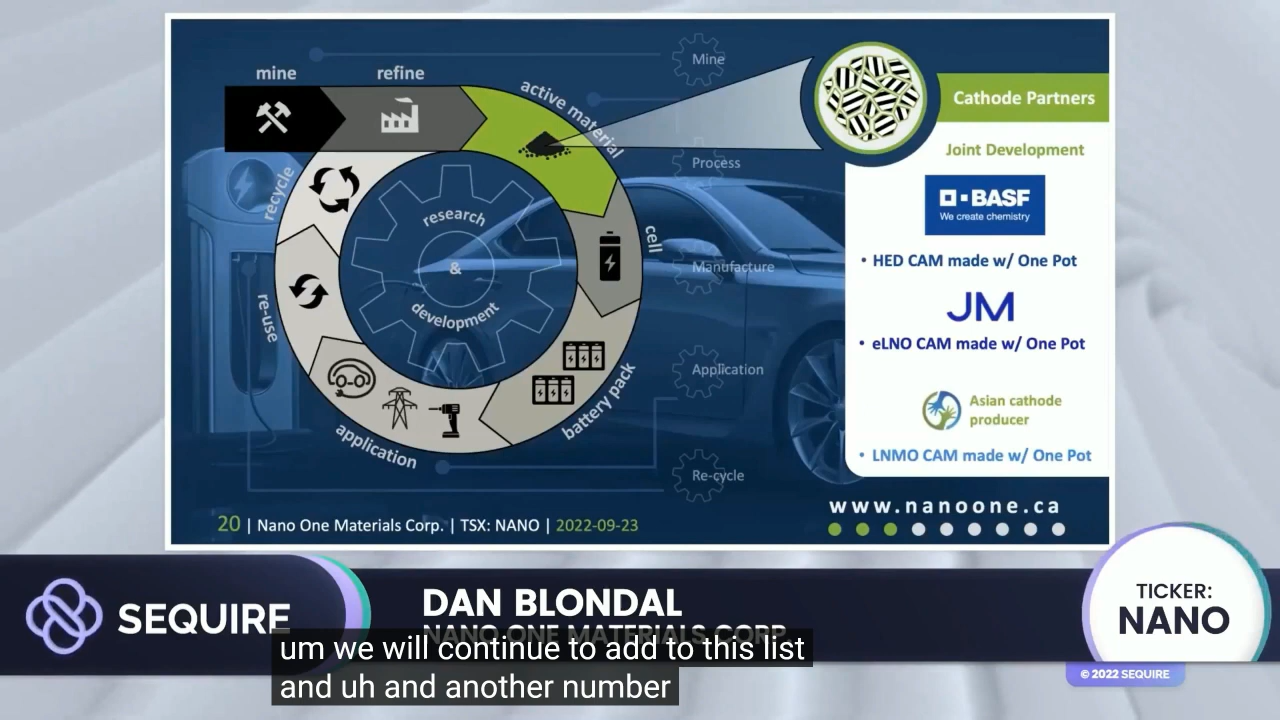 mine
refine
active material
cell
battery pack
application
re-use
recycle
research
&
development
Mine
Process
Manufacture
Application
Re-cycle
Cathode Partners
Joint Development
BASF
We create chemistry
• HED CAM made w/ One Pot
JM
• eLNO CAM made w/ One Pot
Asian cathode
producer
• LNMO CAM made w/ One Pot
www.nanoone.ca
20 | Nano One Materials Corp. | TSX: NANO | 2022-09-23
SEQUIRE
DAN BLONDAL
NANO ONE MATERIALS CORP.
TICKER:
NANO
© 2022 SEQUIRE
um we will continue to add to this list
and uh and another number